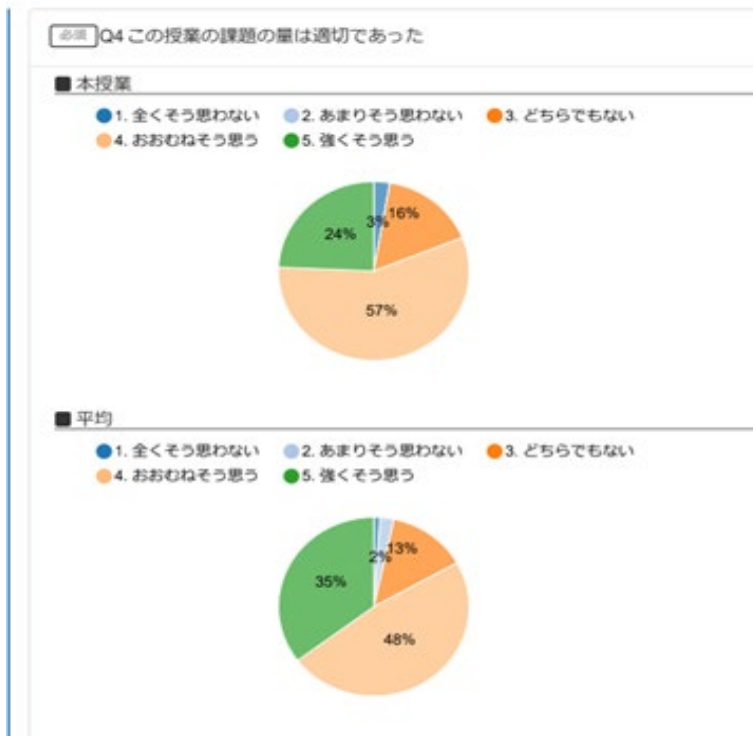 必須 Q4 この授業の課題の量は適切であった
本授業
1. 全くそう思わない 2. あまりそう思わない 3. どちらでもない
4. おおむねそう思う 5. 強くそう思う
3% 16%
24%
57%
平均
1. 全くそう思わない 2. あまりそう思わない 3. どちらでもない
4. おおむねそう思う 5. 強くそう思う
2% 13%
35%
48%